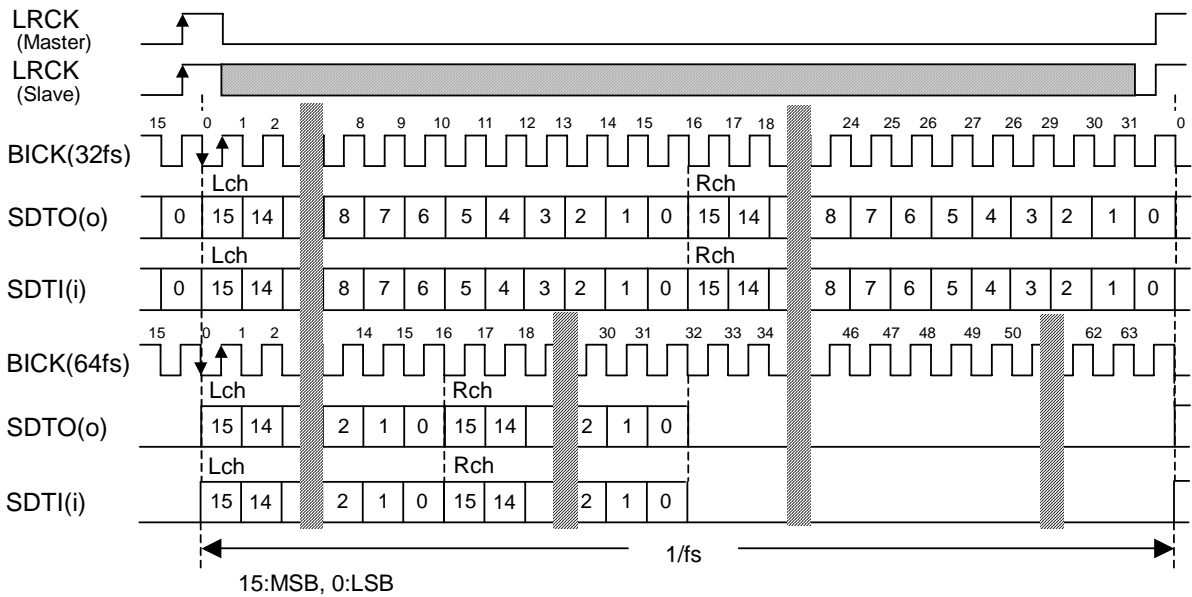 LRCK
(Master)
LRCK
(Slave)
15 0 1 2 8 9 10 11 12 13 14 15 16 17 18 24 25 26 27 26 29 30 31 0
BICK(32fs)
Lch Rch
SDTO(o) 0 15 14 8 7 6 5 4 3 2 1 0 15 14 8 7 6 5 4 3 2 1 0
Lch Rch
SDTI(i) 0 15 14 8 7 6 5 4 3 2 1 0 15 14 8 7 6 5 4 3 2 1 0
15 0 1 2 14 15 16 17 18 30 31 32 33 34 46 47 48 49 50 62 63
BICK(64fs)
Lch Rch
SDTO(o) 15 14 2 1 0 15 14 2 1 0
Lch Rch
SDTI(i) 15 14 2 1 0 15 14 2 1 0
1/fs
15:MSB, 0:LSB